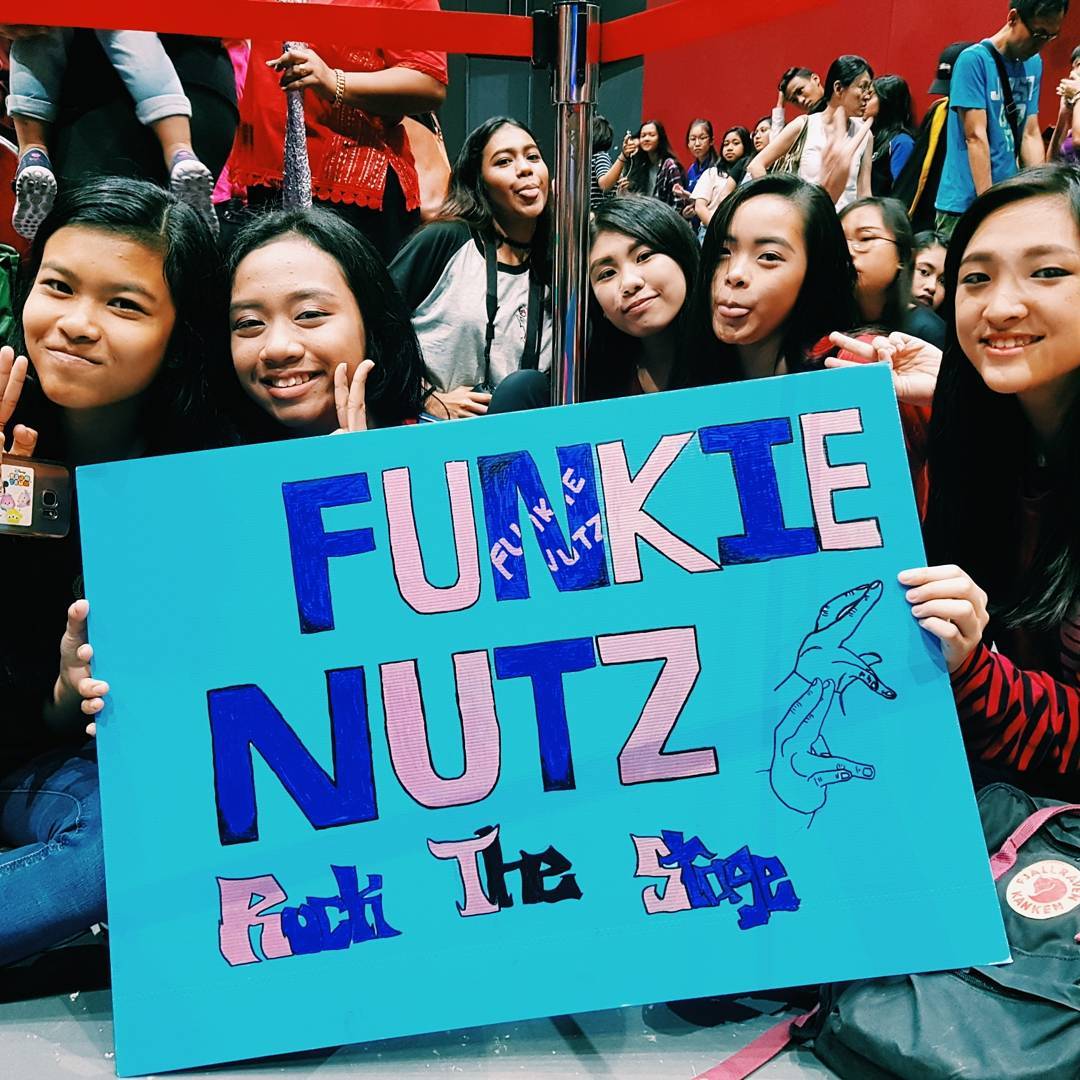 FUNKIE
FUNKIE
NUTZ
NUTZ
Rock The Stage
FJALLRAVEN
KANKEN